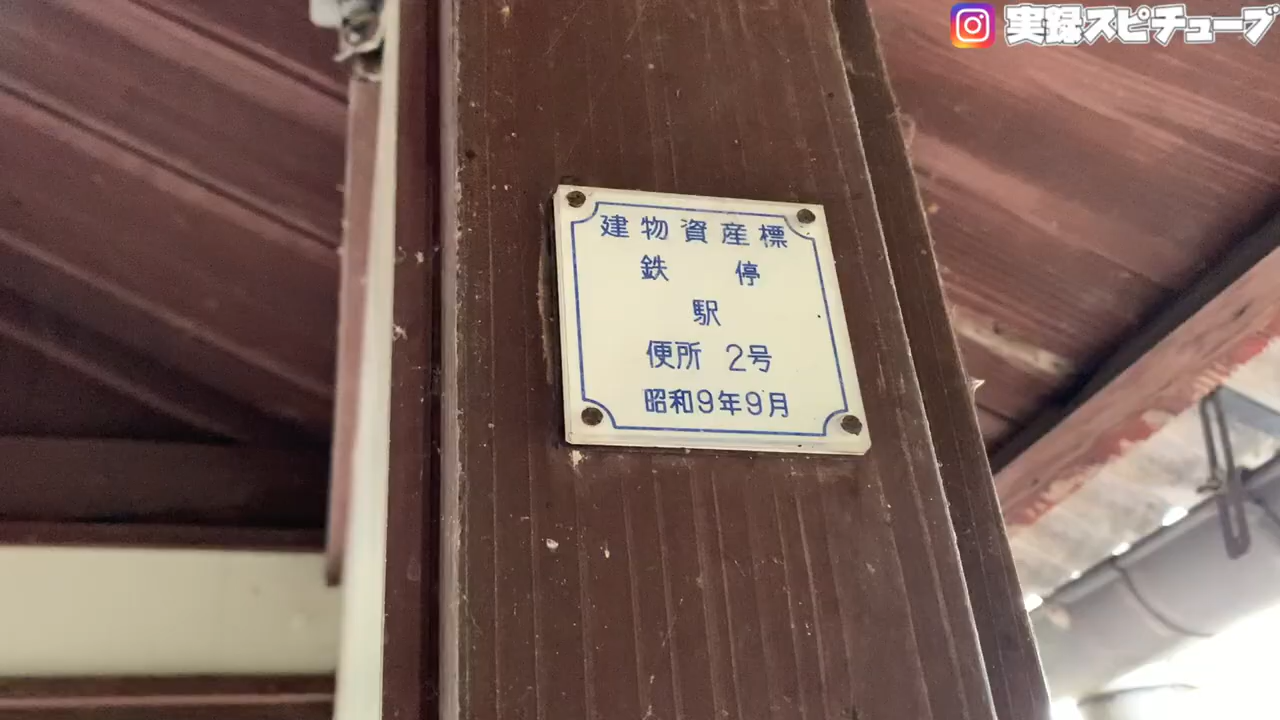 実録スピチューブ
建物資産標
鉄 停
駅
便所 2号
昭和9年9月